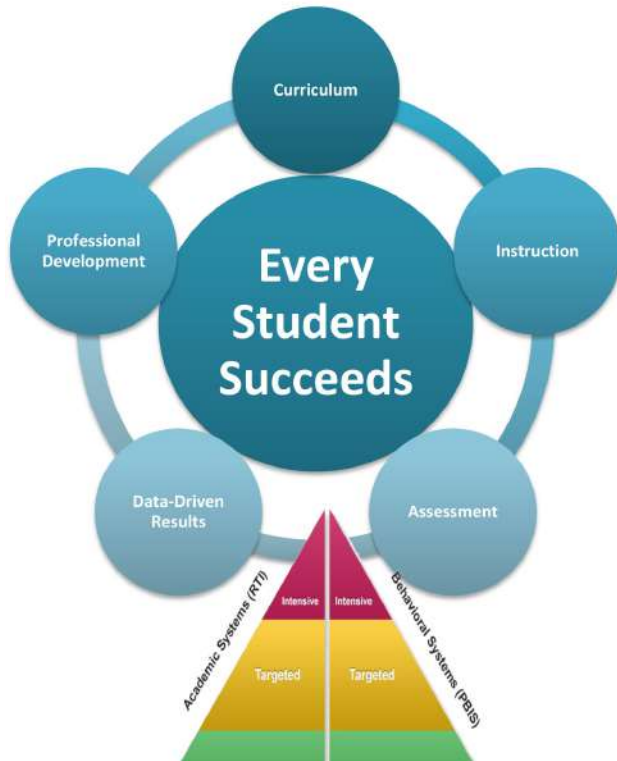 Curriculum
Professional
Development
Instruction
Every
Student
Succeeds
Data-Driven
Results
Assessment
Academic Systems (RTI)
Behavioral Systems (PBIS)
Intensive
Intensive
Targeted
Targeted